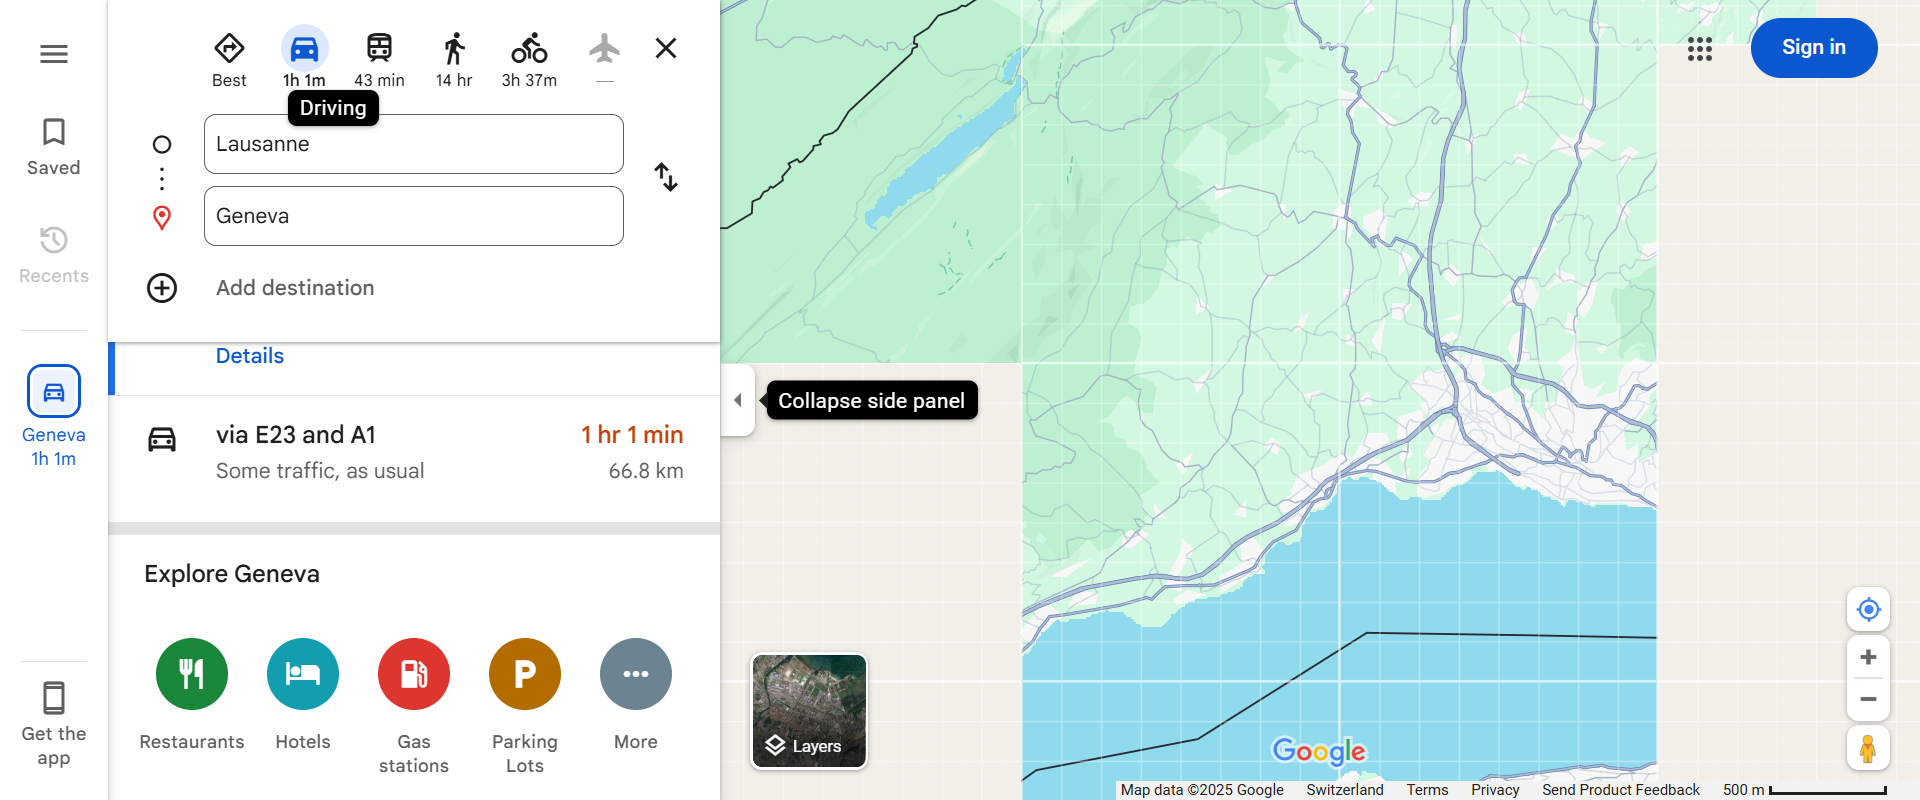 Saved
Recents
Geneva
1h 1m
Get the
app
Best
1h 1m
43 min
14 hr
3h 37m
—
Driving
Lausanne
Geneva
Add destination
Details
via E23 and A1
1 hr 1 min
Some traffic, as usual
66.8 km
Explore Geneva
Restaurants
Hotels
Gas
stations
P
Parking
Lots
More
Collapse side panel
Layers
Sign in
Google
Map data ©2025 Google
Switzerland
Terms
Privacy
Send Product Feedback
500 m